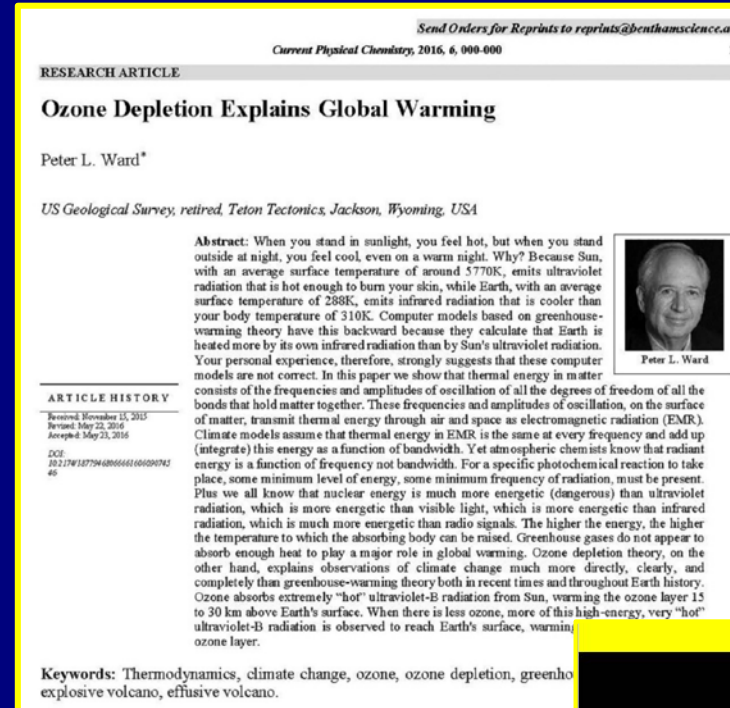 Send Orders for Reprints to reprints@benthamscience.a
Current Physical Chemistry, 2016, 6, 000-000
RESEARCH ARTICLE
Ozone Depletion Explains Global Warming
Peter L. Ward*
US Geological Survey, retired, Teton Tectonics, Jackson, Wyoming, USA
Abstract: When you stand in sunlight, you feel hot, but when you stand
outside at night, you feel cool, even on a warm night. Why? Because Sun,
with an average surface temperature of around 5770K, emits ultraviolet
radiation that is hot enough to burn your skin, while Earth, with an average
surface temperature of 288K, emits infrared radiation that is cooler than
your body temperature of 310K. Computer models based on greenhouse-
warming theory have this backward because they calculate that Earth is
heated more by its own infrared radiation than by Sun's ultraviolet radiation.
Your personal experience, therefore, strongly suggests that these computer
models are not correct. In this paper we show that thermal energy in matter
consists of the frequencies and amplitudes of oscillation of all the degrees of freedom of all the
bonds that hold matter together. These frequencies and amplitudes of oscillation, on the surface
of matter, transmit thermal energy through air and space as electromagnetic radiation (EMR).
Climate models assume that thermal energy in EMR is the same at every frequency and add up
(integrate) this energy as a function of bandwidth. Yet atmospheric chemists know that radiant
energy is a function of frequency not bandwidth. For a specific photochemical reaction to take
place, some minimum level of energy, some minimum frequency of radiation, must be present.
Plus we all know that nuclear energy is much more energetic (dangerous) than ultraviolet
radiation, which is more energetic than visible light, which is more energetic than infrared
radiation, which is much more energetic than radio signals. The higher the energy, the higher
the temperature to which the absorbing body can be raised. Greenhouse gases do not appear to
absorb enough heat to play a major role in global warming. Ozone depletion theory, on the
other hand, explains observations of climate change much more directly, clearly, and
completely than greenhouse-warming theory both in recent times and throughout Earth history.
Ozone absorbs extremely "hot" ultraviolet-B radiation from Sun, warming the ozone layer 15
to 30 km above Earth's surface. When there is less ozone, more of this high-energy, very "hot"
ultraviolet-B radiation is observed to reach Earth's surface, warming
ozone layer.
Peter L. Ward
ARTICLE HISTORY
Received: November 15, 2015
Revised: May 22, 2016
Accepted: May 23, 2016
DOI:
Keywords: Thermodynamics, climate change, ozone, ozone depletion, greenho
explosive volcano, effusive volcano.